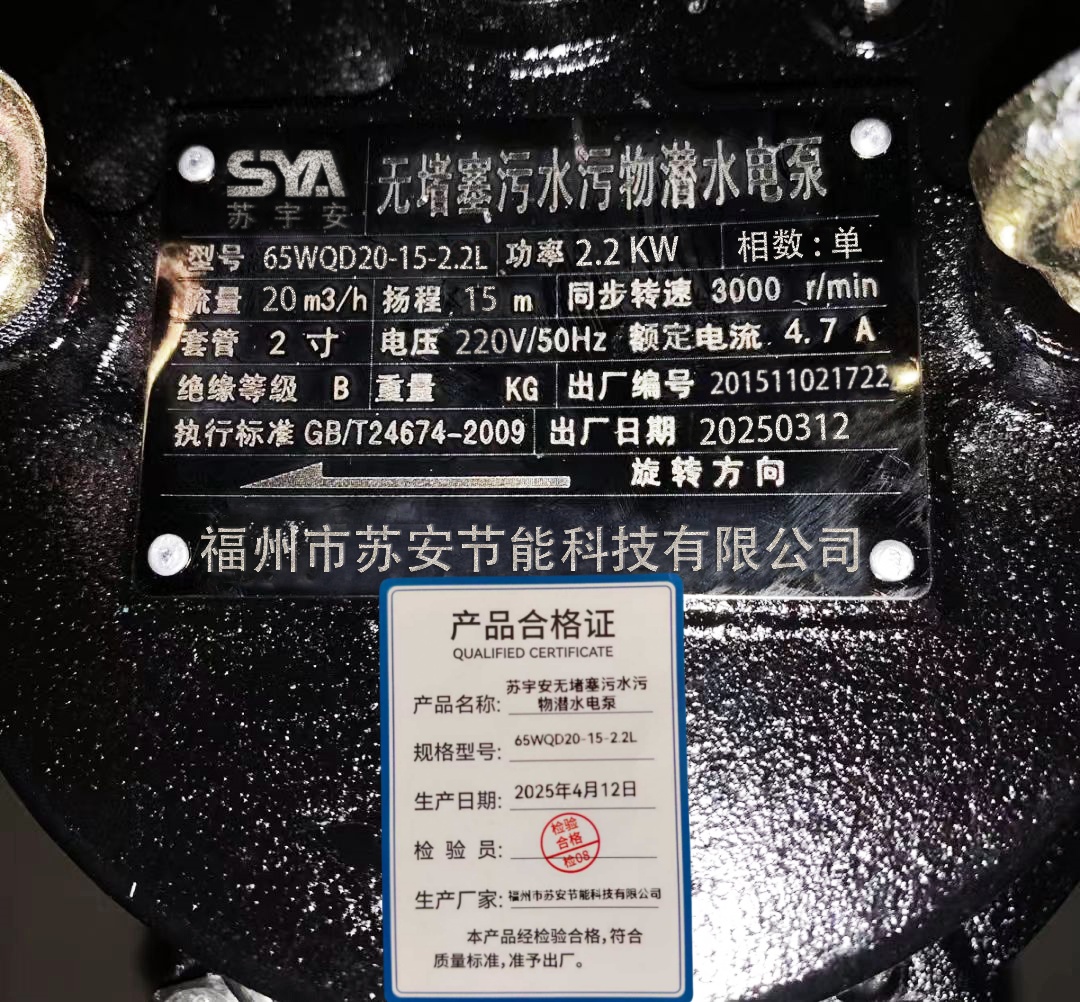 SYA 无堵塞污水污物潜水电泵
苏宇安
型号 65WQD20-15-2.2L 功率 2.2 KW 相数:单
流量 20 m3/h 扬程 15 m 同步转速 3000 r/min
套管 2 寸 电压 220V/50Hz 额定电流 4.7 A
绝缘等级 B 重量 KG 出厂编号 201511021722
执行标准 GB/T24674-2009 出厂日期 20250312
旋转方向
福州市苏安节能科技有限公司
产品合格证
QUALIFIED CERTIFICATE
产品名称: 苏宇安无堵塞污水污
物潜水电泵
规格型号: 65WQD20-15-2.2L
生产日期: 2025年4月12日
检验员:
检验
合格
检08
生产厂家: 福州市苏安节能科技有限公司
本产品经检验合格,符合
质量标准,准予出厂。